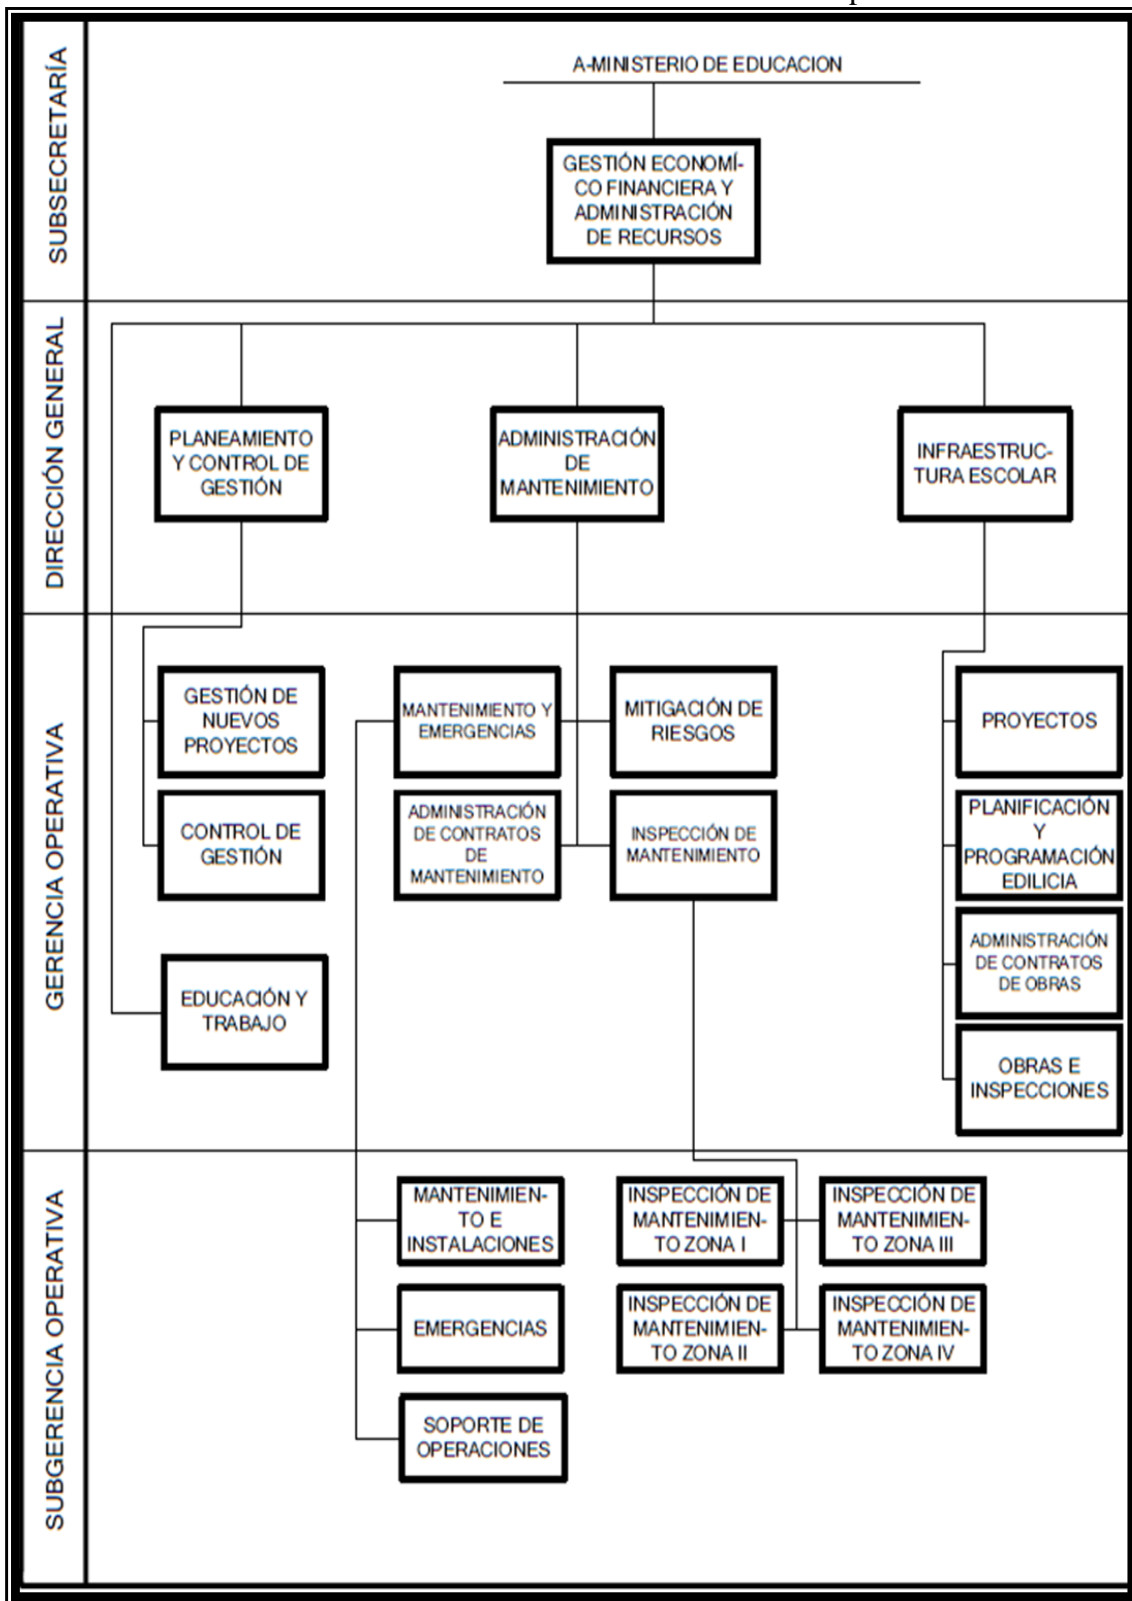 SUBSECRETARÍA
A-MINISTERIO DE EDUCACION
GESTIÓN ECONOMÍ-
CO FINANCIERA Y
ADMINISTRACIÓN
DE RECURSOS
DIRECCIÓN GENERAL
PLANEAMIENTO
Y CONTROL DE
GESTIÓN
ADMINISTRACIÓN
DE
MANTENIMIENTO
INFRAESTRUC-
TURA ESCOLAR
GERENCIA OPERATIVA
GESTIÓN DE
NUEVOS
PROYECTOS
MANTENIMIENTO Y
EMERGENCIAS
MITIGACIÓN DE
RIESGOS
PROYECTOS
CONTROL DE
GESTIÓN
ADMINISTRACIÓN
DE CONTRATOS
DE
MANTENIMIENTO
INSPECCIÓN DE
MANTENIMIENTO
PLANIFICACIÓN
Y
PROGRAMACIÓN
EDILICIA
EDUCACIÓN Y
TRABAJO
ADMINISTRACIÓN
DE CONTRATOS
DE OBRAS
OBRAS E
INSPECCIONES
SUBGERENCIA OPERATIVA
MANTENIMIEN-
TO E
INSTALACIONES
INSPECCIÓN DE
MANTENIMIEN-
TO ZONA I
INSPECCIÓN DE
MANTENIMIEN-
TO ZONA III
EMERGENCIAS
INSPECCIÓN DE
MANTENIMIEN-
TO ZONA II
INSPECCIÓN DE
MANTENIMIEN-
TO ZONA IV
SOPORTE DE
OPERACIONES